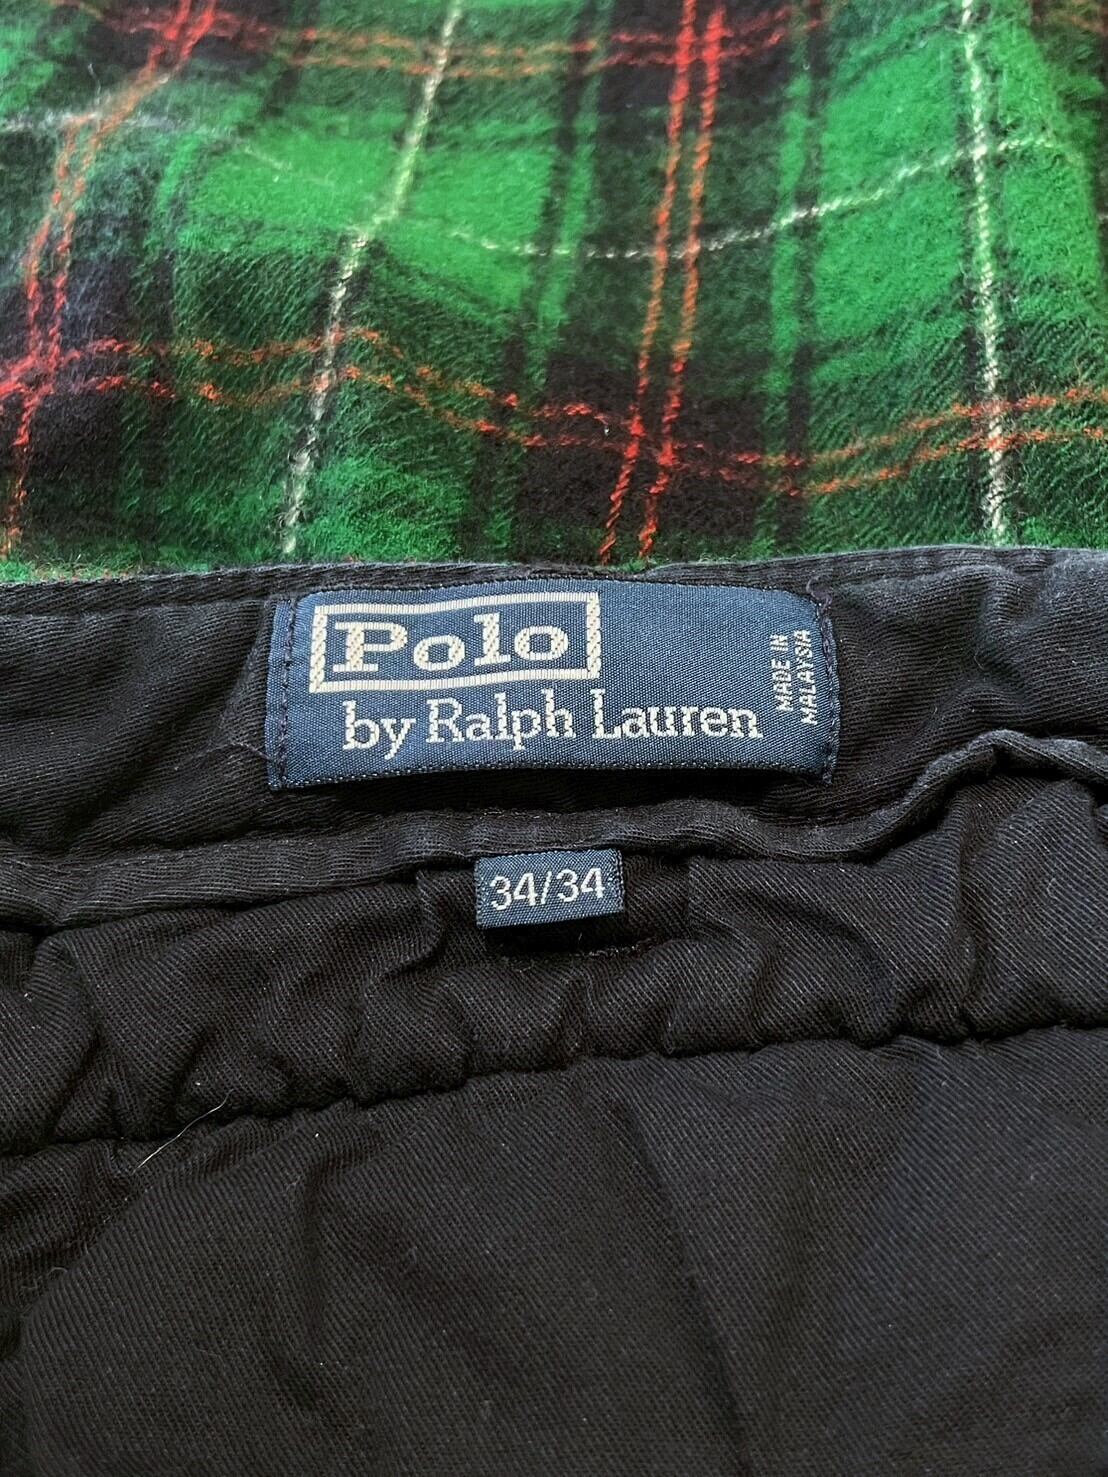 Polo
by Ralph Lauren
MADE IN
MALAYSIA
34/34